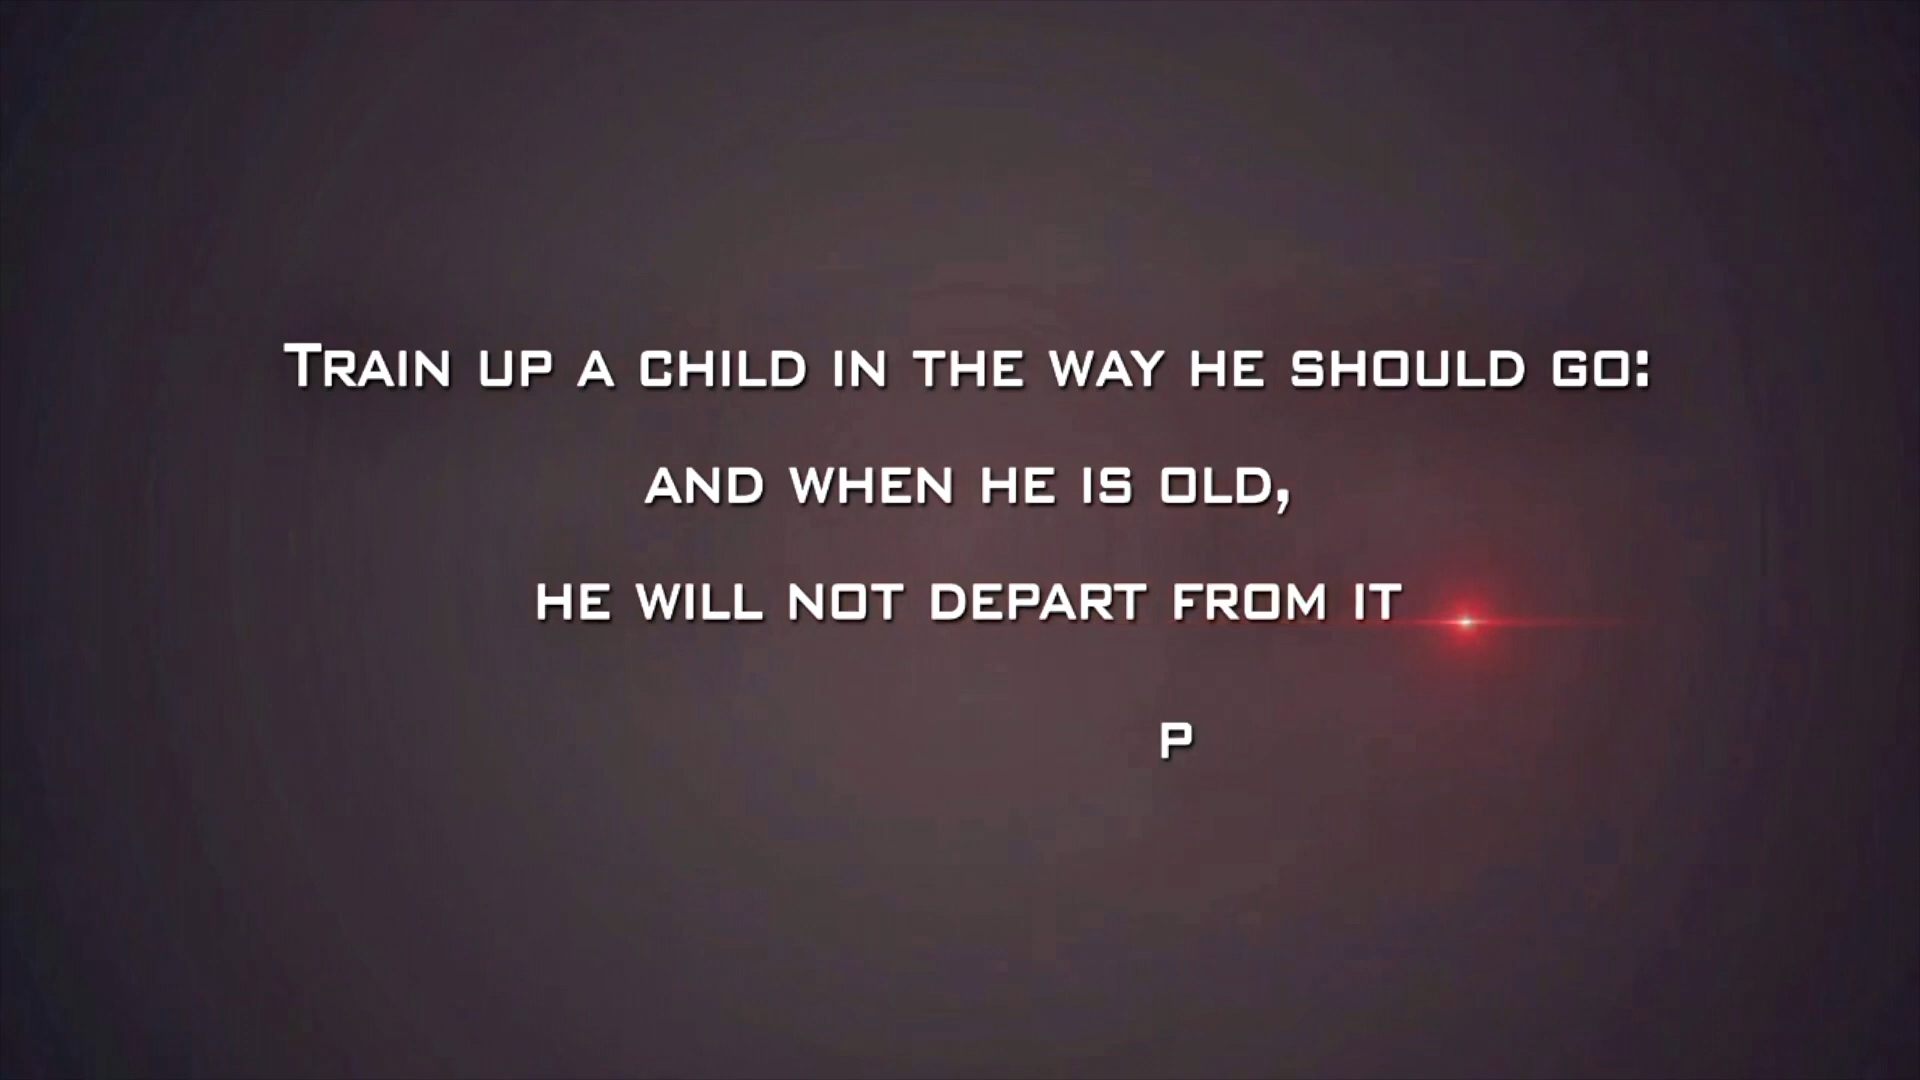 Train up a child in the way he should go:
and when he is old,
he will not depart from it
P